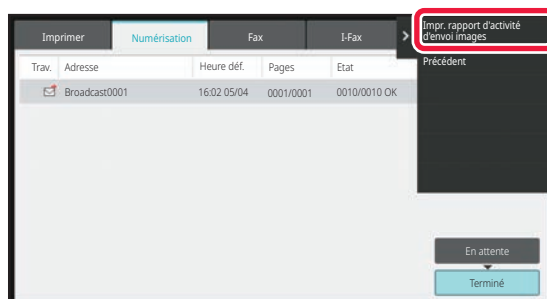 Imprimer Numérisation Fax I-Fax > Impr. rapport d'activité
d'envoi images
Précédent
Trav. Adresse Heure déf. Pages Etat
Broadcast0001 16:02 05/04 0001/0001 0010/0010 OK
En attente
Terminé